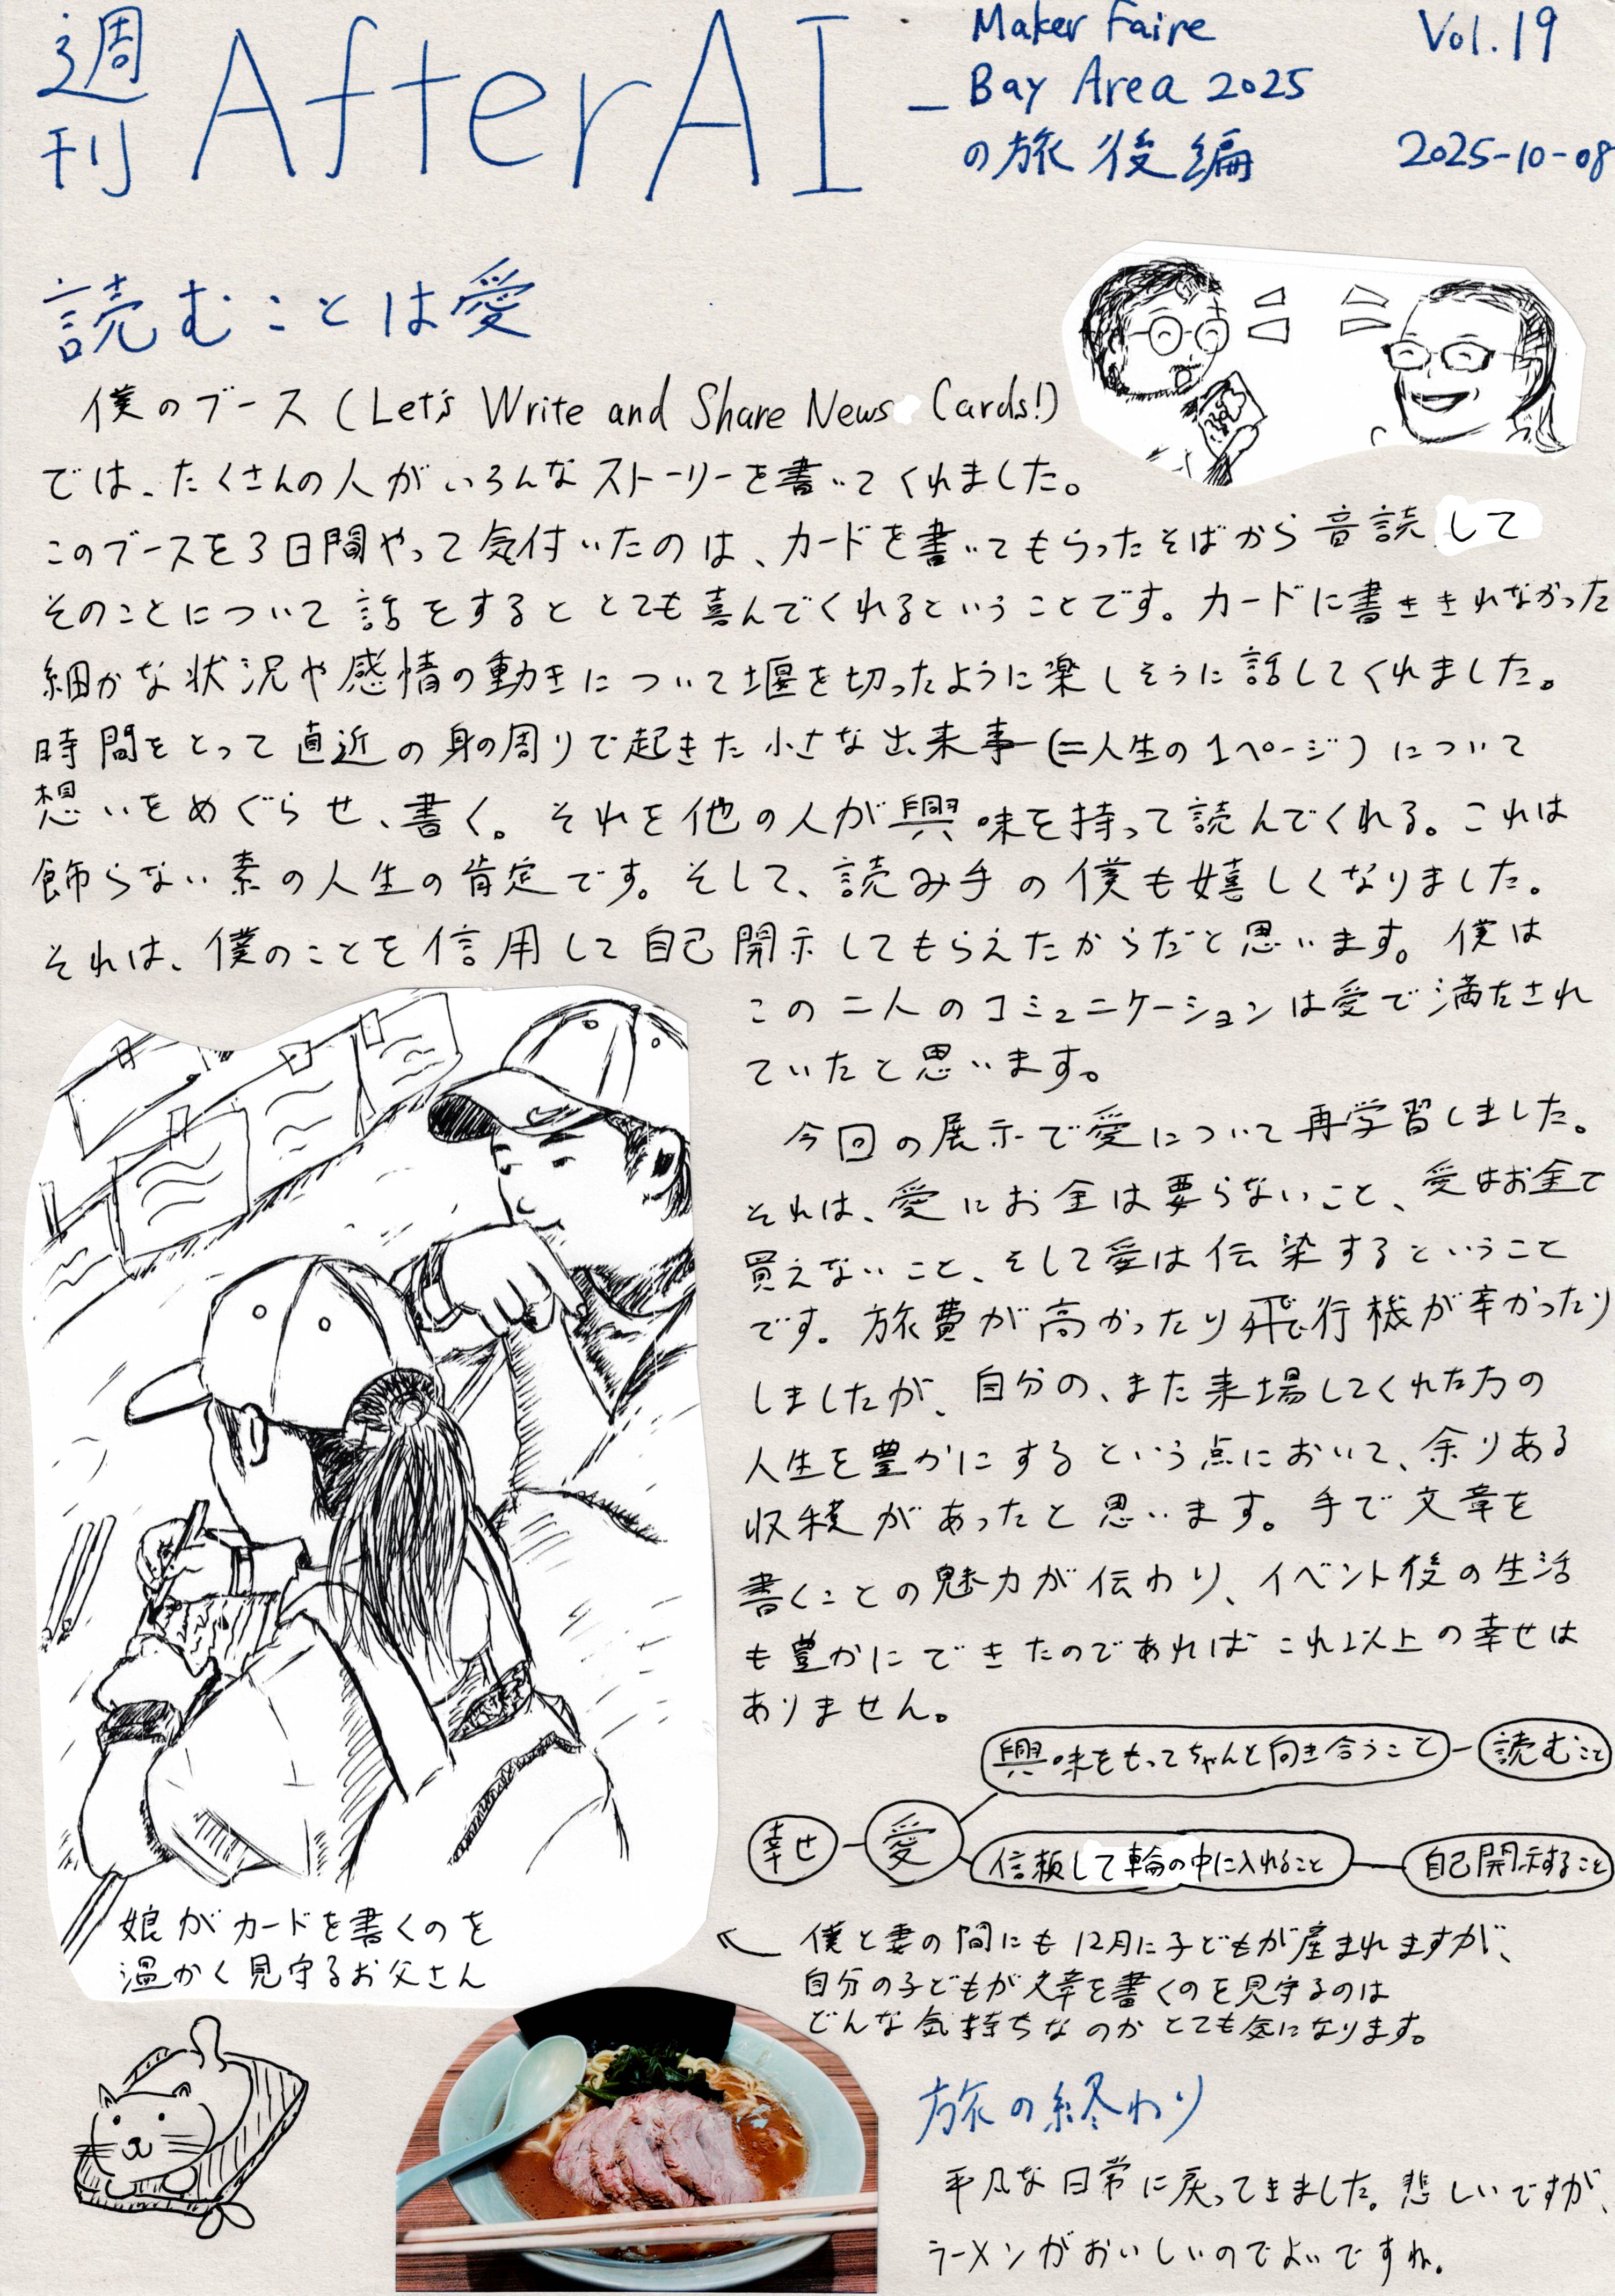 週刊 AfterAI
Maker Faire
— Bay Area 2025
の旅 後編
Vol.19
2025-10-08
読むことは愛
僕のブース (Let's Write and Share News Cards!)
では、たくさんの人がいろんなストーリーを書いてくれました。
このブースを3日間やって気付いたのは、カードを書いてもらったそばから音読して
そのことについて話をするととても喜んでくれるということです。カードに書ききれなかった
細かな状況や感情の動きについて堰を切ったように楽しそうに話してくれました。
時間をとって直近の身の周りで起きた小さな出来事(=人生の1ページ)について
想いをめぐらせ、書く。それを他の人が興味を持って読んでくれる。これは
飾らない素の人生の肯定です。そして、読み手の僕も嬉しくなりました。
それは、僕のことを信用して自己開示してもらえたからだと思います。僕は
この二人のコミュニケーションは愛で満たされ
ていたと思います。
今回の展示で愛について再学習しました。
それは、愛にお金は要らないこと、愛はお金で
買えないこと、そして愛は伝染するということ
です。旅費が高かったり飛行機が辛かったり
しましたが、自分の、また来場してくれた方の
人生を豊かにするという点において、余りある
収穫があったと思います。手で文章を
書くことの魅力が伝わり、イベント後の生活
も豊かにできたのであればこれ以上の幸せは
ありません。
興味をもってちゃんと向き合うこと
読むこと
幸せ
愛
信頼して輪の中に入れること
自己開示すること
娘がカードを書くのを
温かく見守るお父さん
僕と妻の間にも12月に子どもが産まれますが、
自分の子どもが文章を書くのを見守るのは
どんな気持ちなのかとても気になります。
旅の終わり
平凡な日常に戻ってきました。悲しいですが、
ラーメンがおいしいのでよいですね。